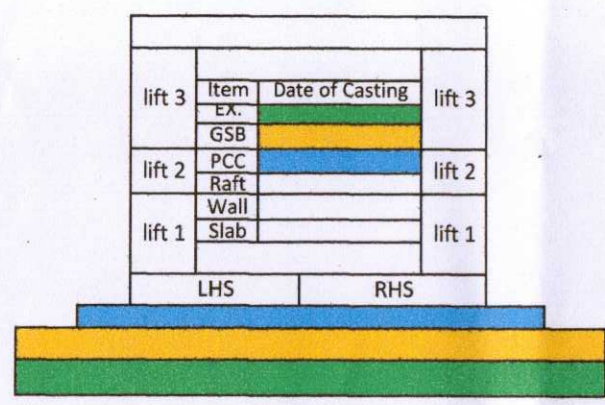 Item Date of Casting
lift 3 EX. lift 3
GSB
lift 2 PCC lift 2
Raft
lift 1 Wall lift 1
Slab
LHS RHS